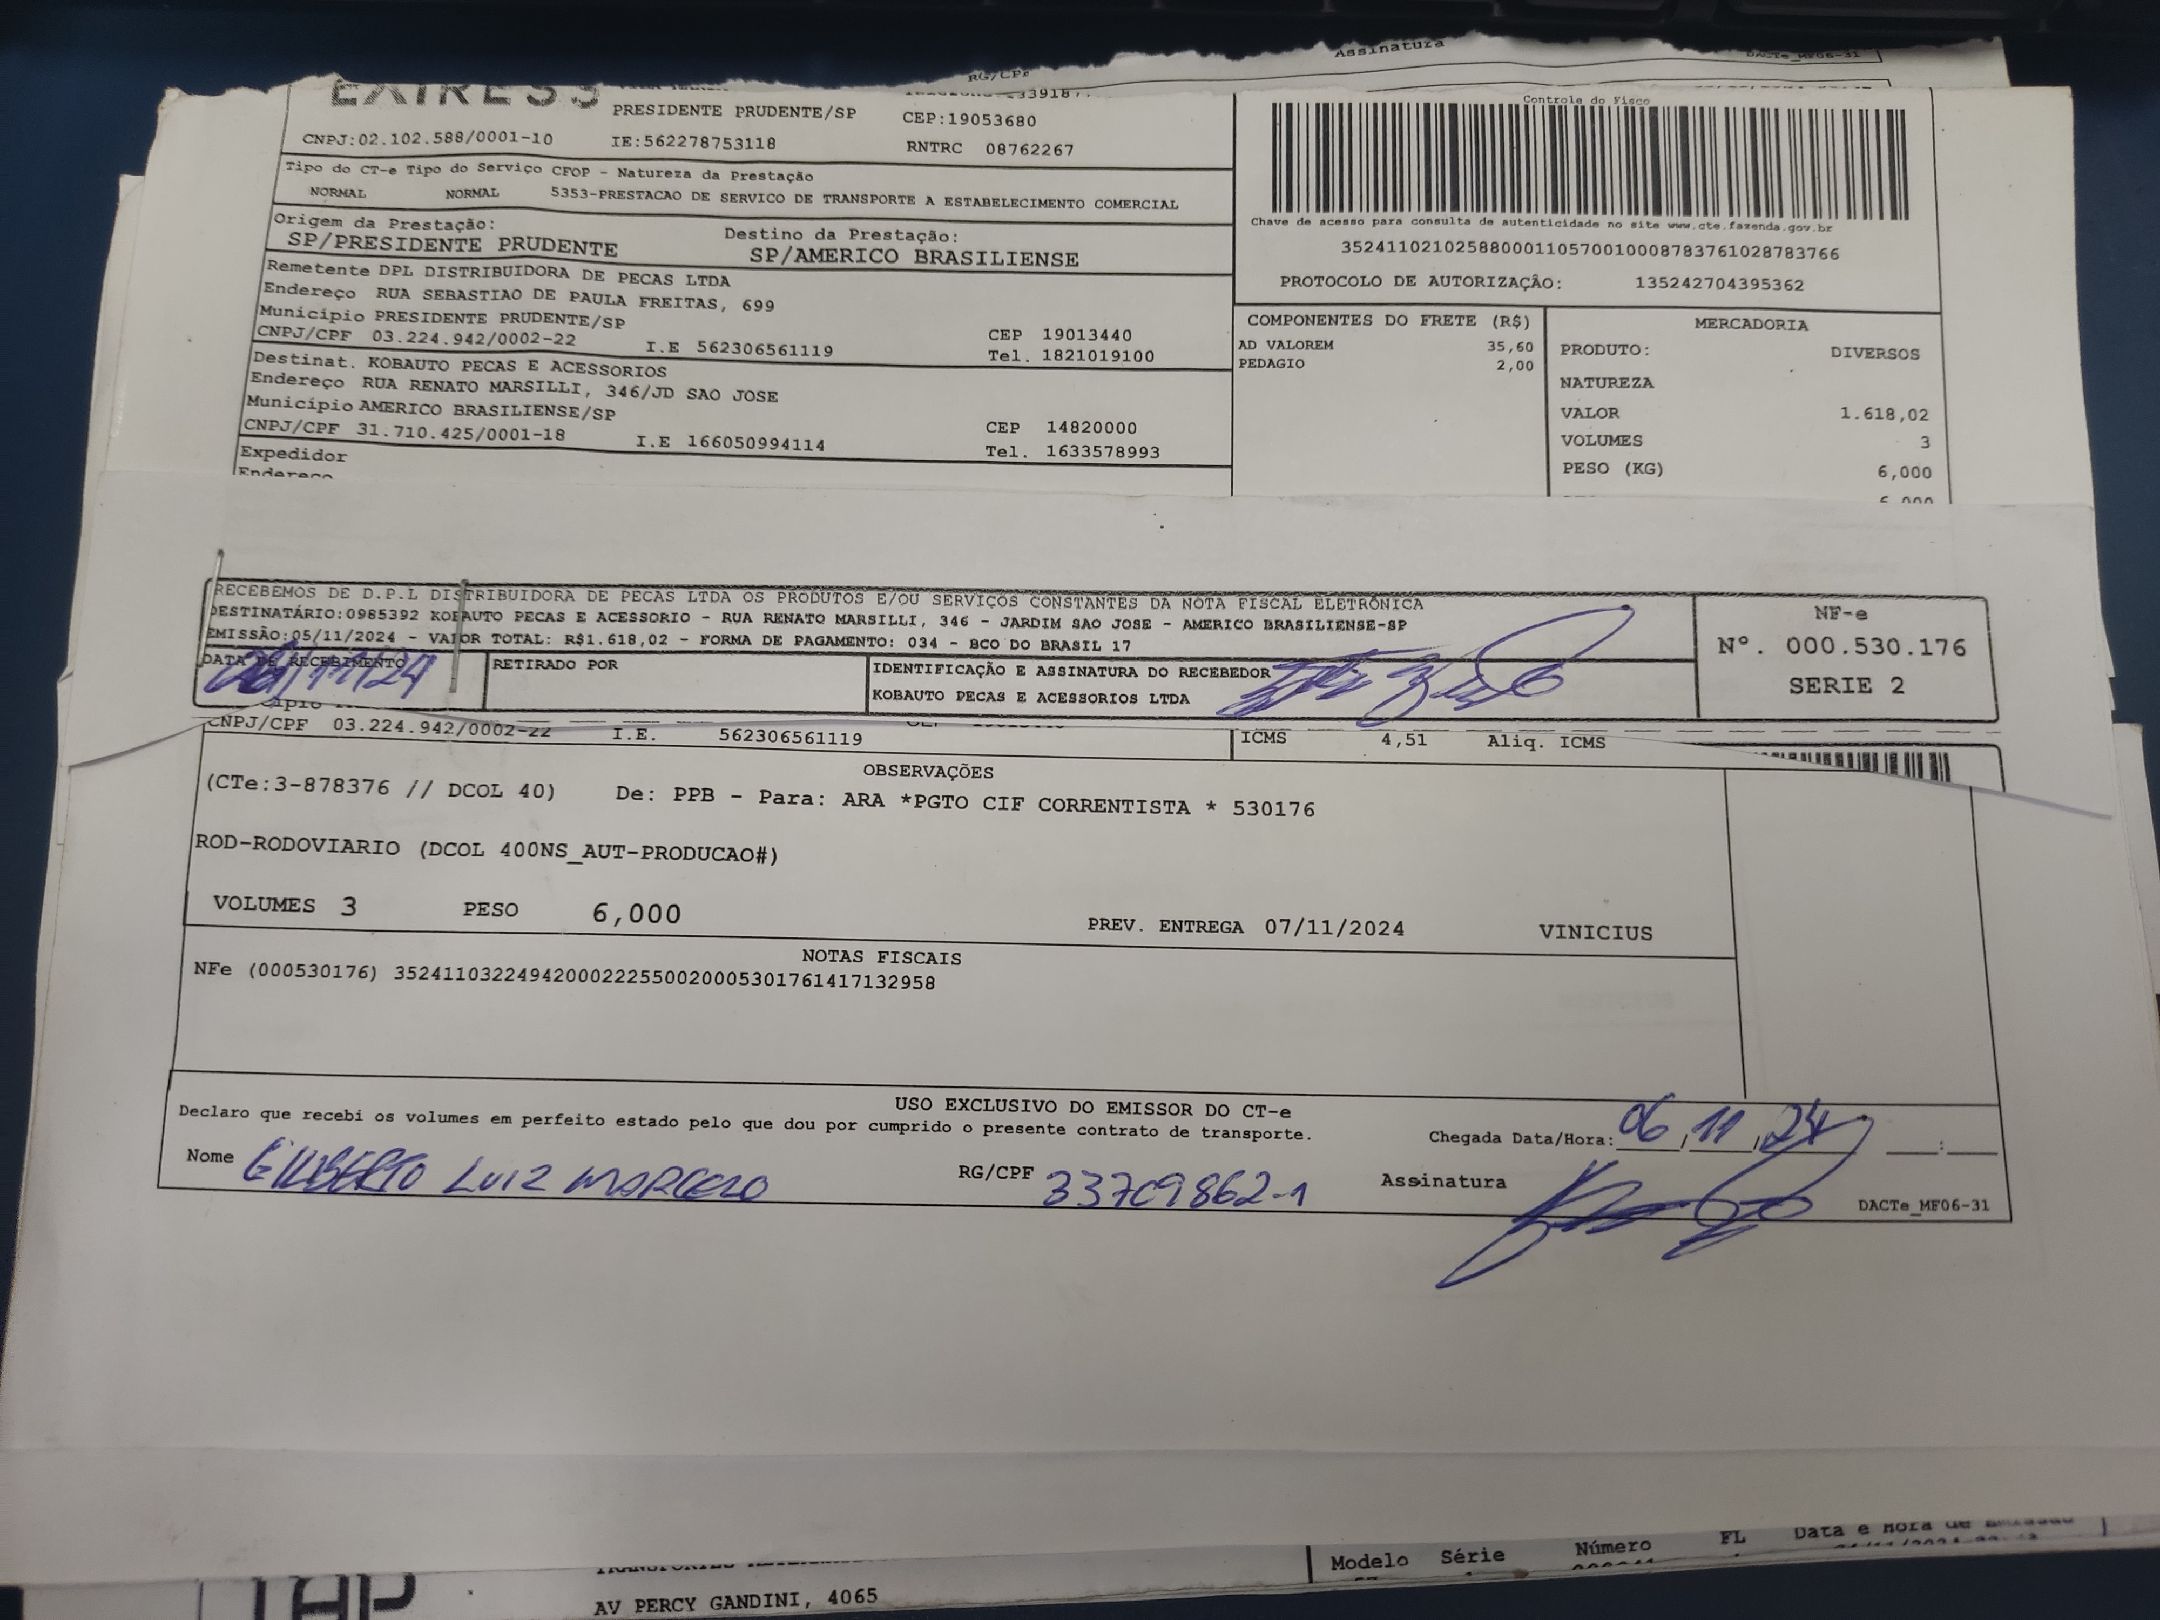 Assinatura
RG/CPF
DACTe_MF06-31
PRESIDENTE PRUDENTE/SP
CEP:19053680
CNPJ:02.102.588/0001-10 IE:562278753118
RNTRC 08762267
Tipo do CT-e Tipo do Serviço CFOP - Natureza da Prestação
NORMAL NORMAL 5353-PRESTACAO DE SERVICO DE TRANSPORTE A ESTABELECIMENTO COMERCIAL
Origem da Prestação: Destino da Prestação:
SP/PRESIDENTE PRUDENTE SP/AMERICO BRASILIENSE
Remetente DPL DISTRIBUIDORA DE PECAS LTDA
Endereço RUA SEBASTIAO DE PAULA FREITAS, 699
Município PRESIDENTE PRUDENTE/SP CEP 19013440
CNPJ/CPF 03.224.942/0002-22 I.E 562306561119 Tel. 1821019100
Destinat. KOBAUTO PECAS E ACESSORIOS
Endereço RUA RENATO MARSILLI, 346/JD SAO JOSE
Município AMERICO BRASILIENSE/SP CEP 14820000
CNPJ/CPF 31.710.425/0001-18 I.E 166050994114 Tel. 1633578993
Expedidor
Endereço
Controle do Fisco
Chave de acesso para consulta de autenticidade no site www.cte.fazenda.gov.br
35241102102588000110570010008783761028783766
PROTOCOLO DE AUTORIZAÇÃO: 135242704395362
COMPONENTES DO FRETE (R$)
AD VALOREM 35,60
PEDAGIO 2,00
MERCADORIA
PRODUTO: DIVERSOS
NATUREZA
VALOR 1.618,02
VOLUMES 3
PESO (KG) 6,000
6,000
RECEBEMOS DE D.P.L DISTRIBUIDORA DE PECAS LTDA OS PRODUTOS E/OU SERVIÇOS CONSTANTES DA NOTA FISCAL ELETRÔNICA
DESTINATÁRIO:0985392 KOBAUTO PECAS E ACESSORIO - RUA RENATO MARSILLI, 346 - JARDIM SAO JOSE - AMERICO BRASILIENSE-SP
EMISSÃO:05/11/2024 - VALOR TOTAL: R$1.618,02 - FORMA DE PAGAMENTO: 034 - BCO DO BRASIL 17
DATA DE RECEBIMENTO RETIRADO POR IDENTIFICAÇÃO E ASSINATURA DO RECEBEDOR
06/11/24
KOBAUTO PECAS E ACESSORIOS LTDA
NF-e
Nº. 000.530.176
SERIE 2
CNPJ/CPF 03.224.942/0002-22 I.E. 562306561119
ICMS 4,51 Aliq. ICMS
OBSERVAÇÕES
(CTe:3-878376 // DCOL 40) De: PPB - Para: ARA *PGTO CIF CORRENTISTA * 530176
ROD-RODOVIARIO (DCOL 400NS_AUT-PRODUCAO#)
VOLUMES 3 PESO 6,000 PREV. ENTREGA 07/11/2024 VINICIUS
NOTAS FISCAIS
NFe (000530176) 35241103224942000222550020005301761417132958
USO EXCLUSIVO DO EMISSOR DO CT-e
Declaro que recebi os volumes em perfeito estado pelo que dou por cumprido o presente contrato de transporte.
Chegada Data/Hora: 06/11/24 :
Nome GILBERTO LUIZ MARCELO RG/CPF 33709862-1 Assinatura
DACTe_MF06-31
AV PERCY GANDINI, 4065
Modelo Série Número FL Data e Hora de Emissão